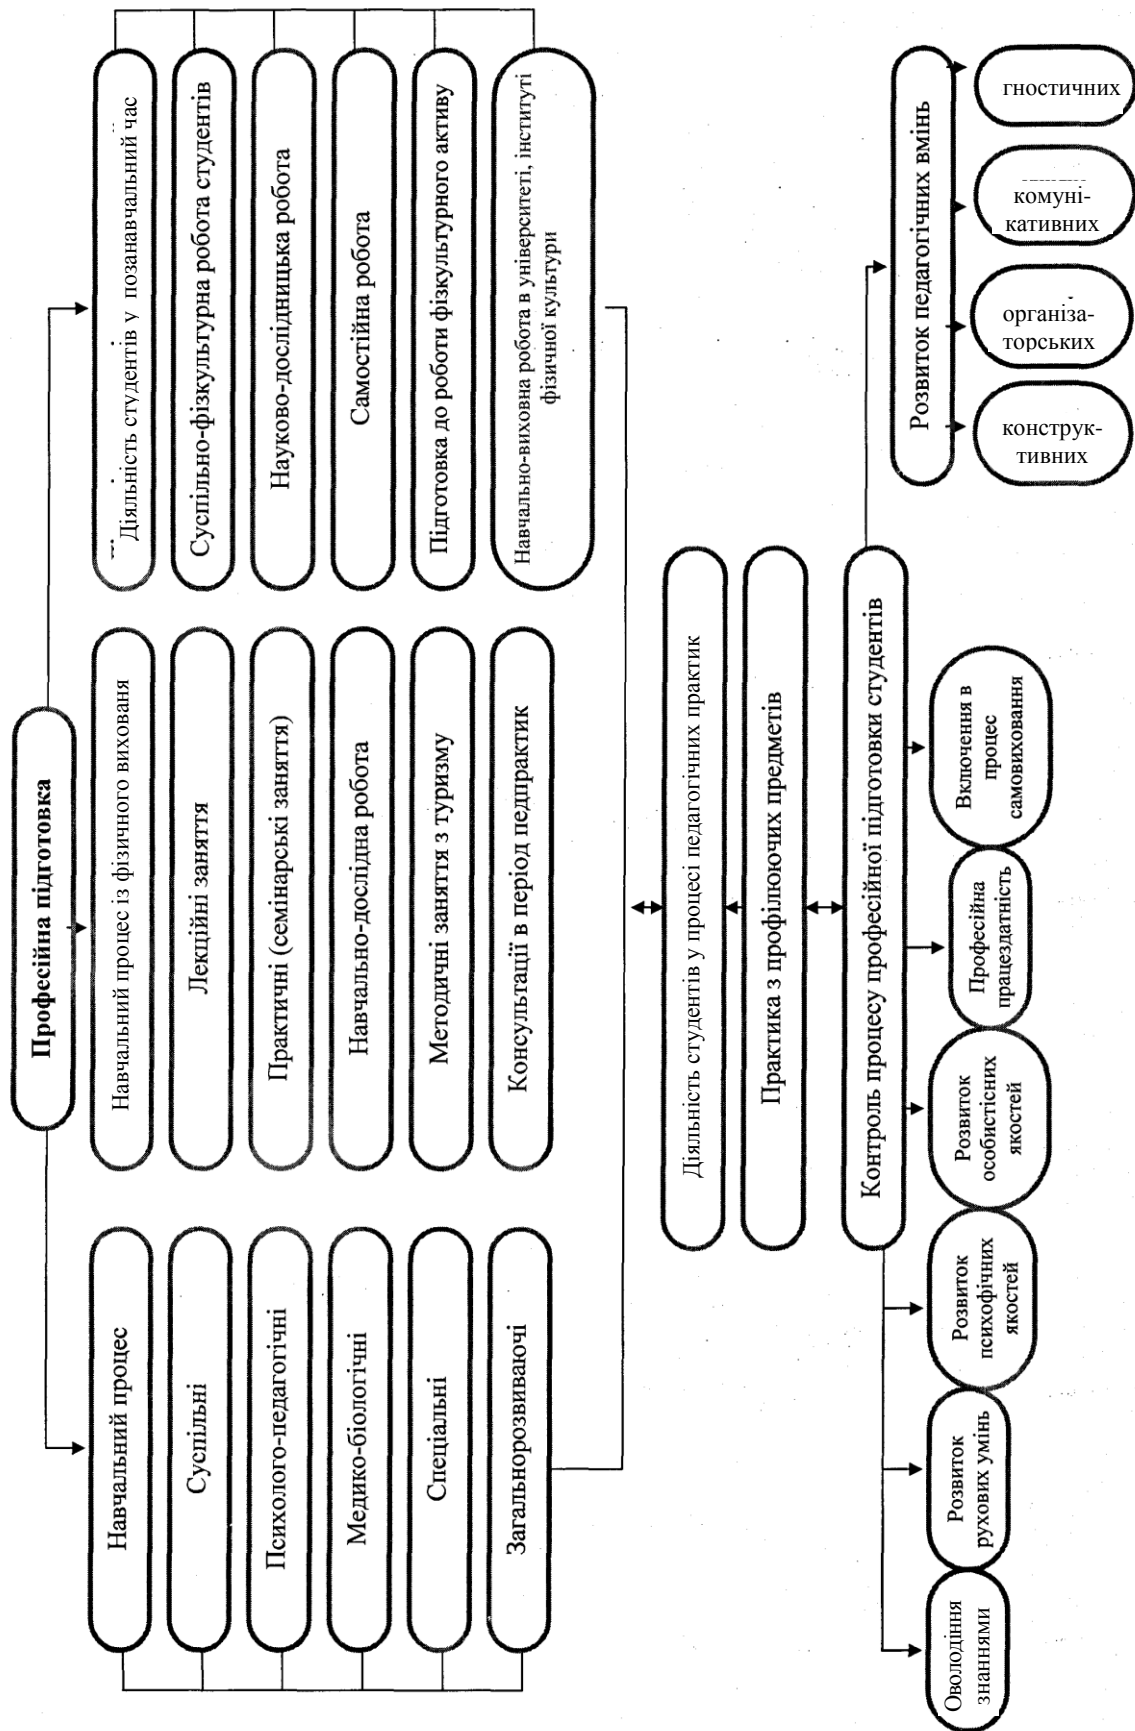 Професійна підготовка
Навчальний процес
Суспільні
Психолого-педагогічні
Медико-біологічні
Спеціальні
Загальнорозвиваючі
Навчальний процес із фізичного вихованя
Лекційні заняття
Практичні (семінарські заняття)
Навчально-дослідна робота
Методичні заняття з туризму
Консультації в період педпрактик
Діяльність студентів у позанавчальний час
Суспільно-фізкультурна робота студентів
Науково-дослідницька робота
Самостійна робота
Підготовка до роботи фізкультурного активу
Навчально-виховна робота в університеті, інституті
фізичної культури
Діяльність студентів у процесі педагогічних практик
Практика з профілюючих предметів
Контроль процесу професійної підготовки студентів
Оволодіння
знаннями
Розвиток
рухових умінь
Розвиток
психофічних
якостей
Розвиток
особистісних
якостей
Професійна
працездатність
Включення в
процес
самовиховання
Розвиток педагогічних вмінь
конструк-
тивних
організа-
торських
комуні-
кативних
гностичних